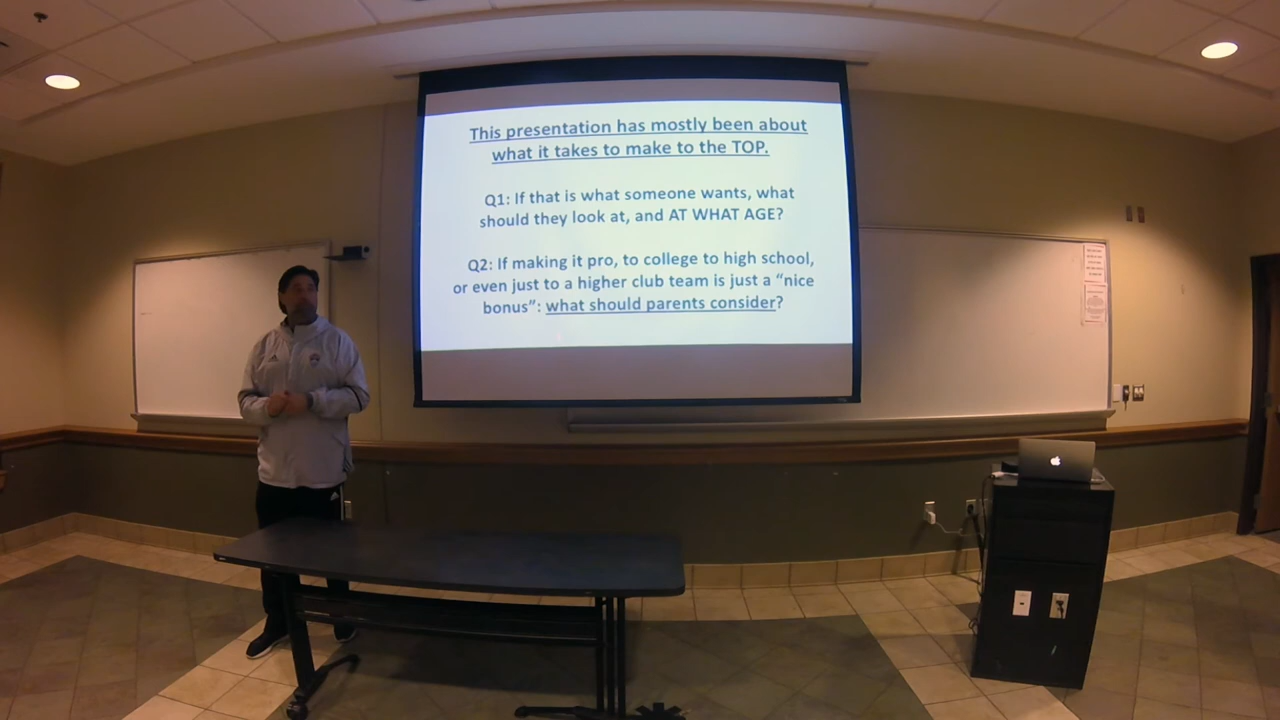 This presentation has mostly been about
what it takes to make to the TOP.
Q1: If that is what someone wants, what
should they look at, and AT WHAT AGE?
Q2: If making it pro, to college to high school,
or even just to a higher club team is just a “nice
bonus”: what should parents consider?